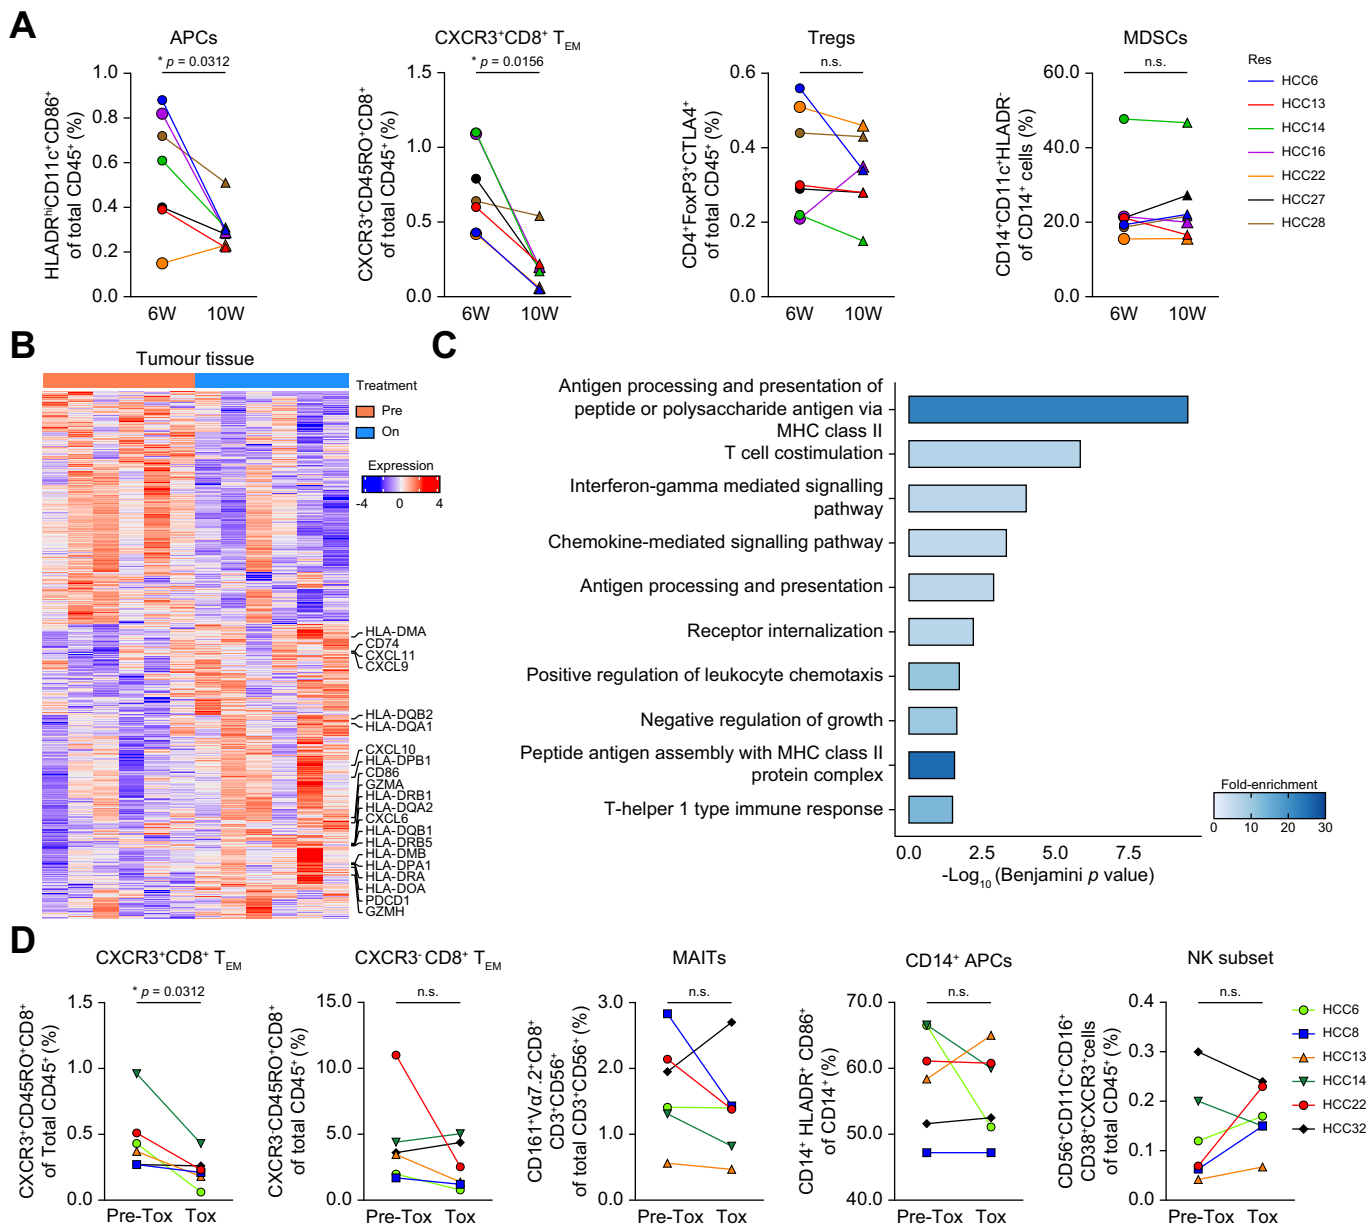 A
APCs
* p = 0.0312
HLADRhiCD11c+CD86+
of total CD45+ (%)
1.0
0.8
0.6
0.4
0.2
0.0
6W 10W
CXCR3+CD8+ TEM
* p = 0.0156
CXCR3+CD45RO+CD8+
of total CD45+ (%)
1.5
1.0
0.5
0.0
6W 10W
Tregs
n.s.
CD4+FoxP3+CTLA4+
of total CD45+ (%)
0.6
0.4
0.2
0.0
6W 10W
MDSCs
n.s.
CD14+CD11c+HLADR-
of CD14+ cells (%)
60.0
40.0
20.0
0.0
6W 10W
Res
HCC6
HCC13
HCC14
HCC16
HCC22
HCC27
HCC28
B
Tumour tissue
Treatment
Pre
On
Expression
-4 0 4
HLA-DMA
CD74
CXCL11
CXCL9
HLA-DQB2
HLA-DQA1
CXCL10
HLA-DPB1
CD86
GZMA
HLA-DRB1
HLA-DQA2
CXCL6
HLA-DQB1
HLA-DRB5
HLA-DMB
HLA-DPA1
HLA-DRA
HLA-DOA
PDCD1
GZMH
C
Antigen processing and presentation of
peptide or polysaccharide antigen via
MHC class II
T cell costimulation
Interferon-gamma mediated signalling
pathway
Chemokine-mediated signalling pathway
Antigen processing and presentation
Receptor internalization
Positive regulation of leukocyte chemotaxis
Negative regulation of growth
Peptide antigen assembly with MHC class II
protein complex
T-helper 1 type immune response
0.0 2.5 5.0 7.5
-Log10 (Benjamini p value)
Fold-enrichment
0 10 20 30
D
CXCR3+CD8+ TEM
* p = 0.0312
CXCR3+CD45RO+CD8+
of Total CD45+ (%)
1.5
1.0
0.5
0.0
Pre-Tox Tox
CXCR3- CD8+ TEM
n.s.
CXCR3-CD45RO+CD8+
of total CD45+ (%)
15.0
10.0
5.0
0.0
Pre-Tox Tox
MAITs
n.s.
CD161+Vα7.2+CD8+
CD3+CD56+
of total CD3+CD56+ (%)
3.0
2.0
1.0
0.0
Pre-Tox Tox
CD14+ APCs
n.s.
CD14+ HLADR+ CD86+
of CD14+ (%)
70.0
60.0
50.0
40.0
Pre-Tox Tox
NK subset
n.s.
CD56+CD11C+CD16+
CD38+CXCR3+cells
of total CD45+ (%)
0.4
0.3
0.2
0.1
0.0
Pre-Tox Tox
HCC6
HCC8
HCC13
HCC14
HCC22
HCC32